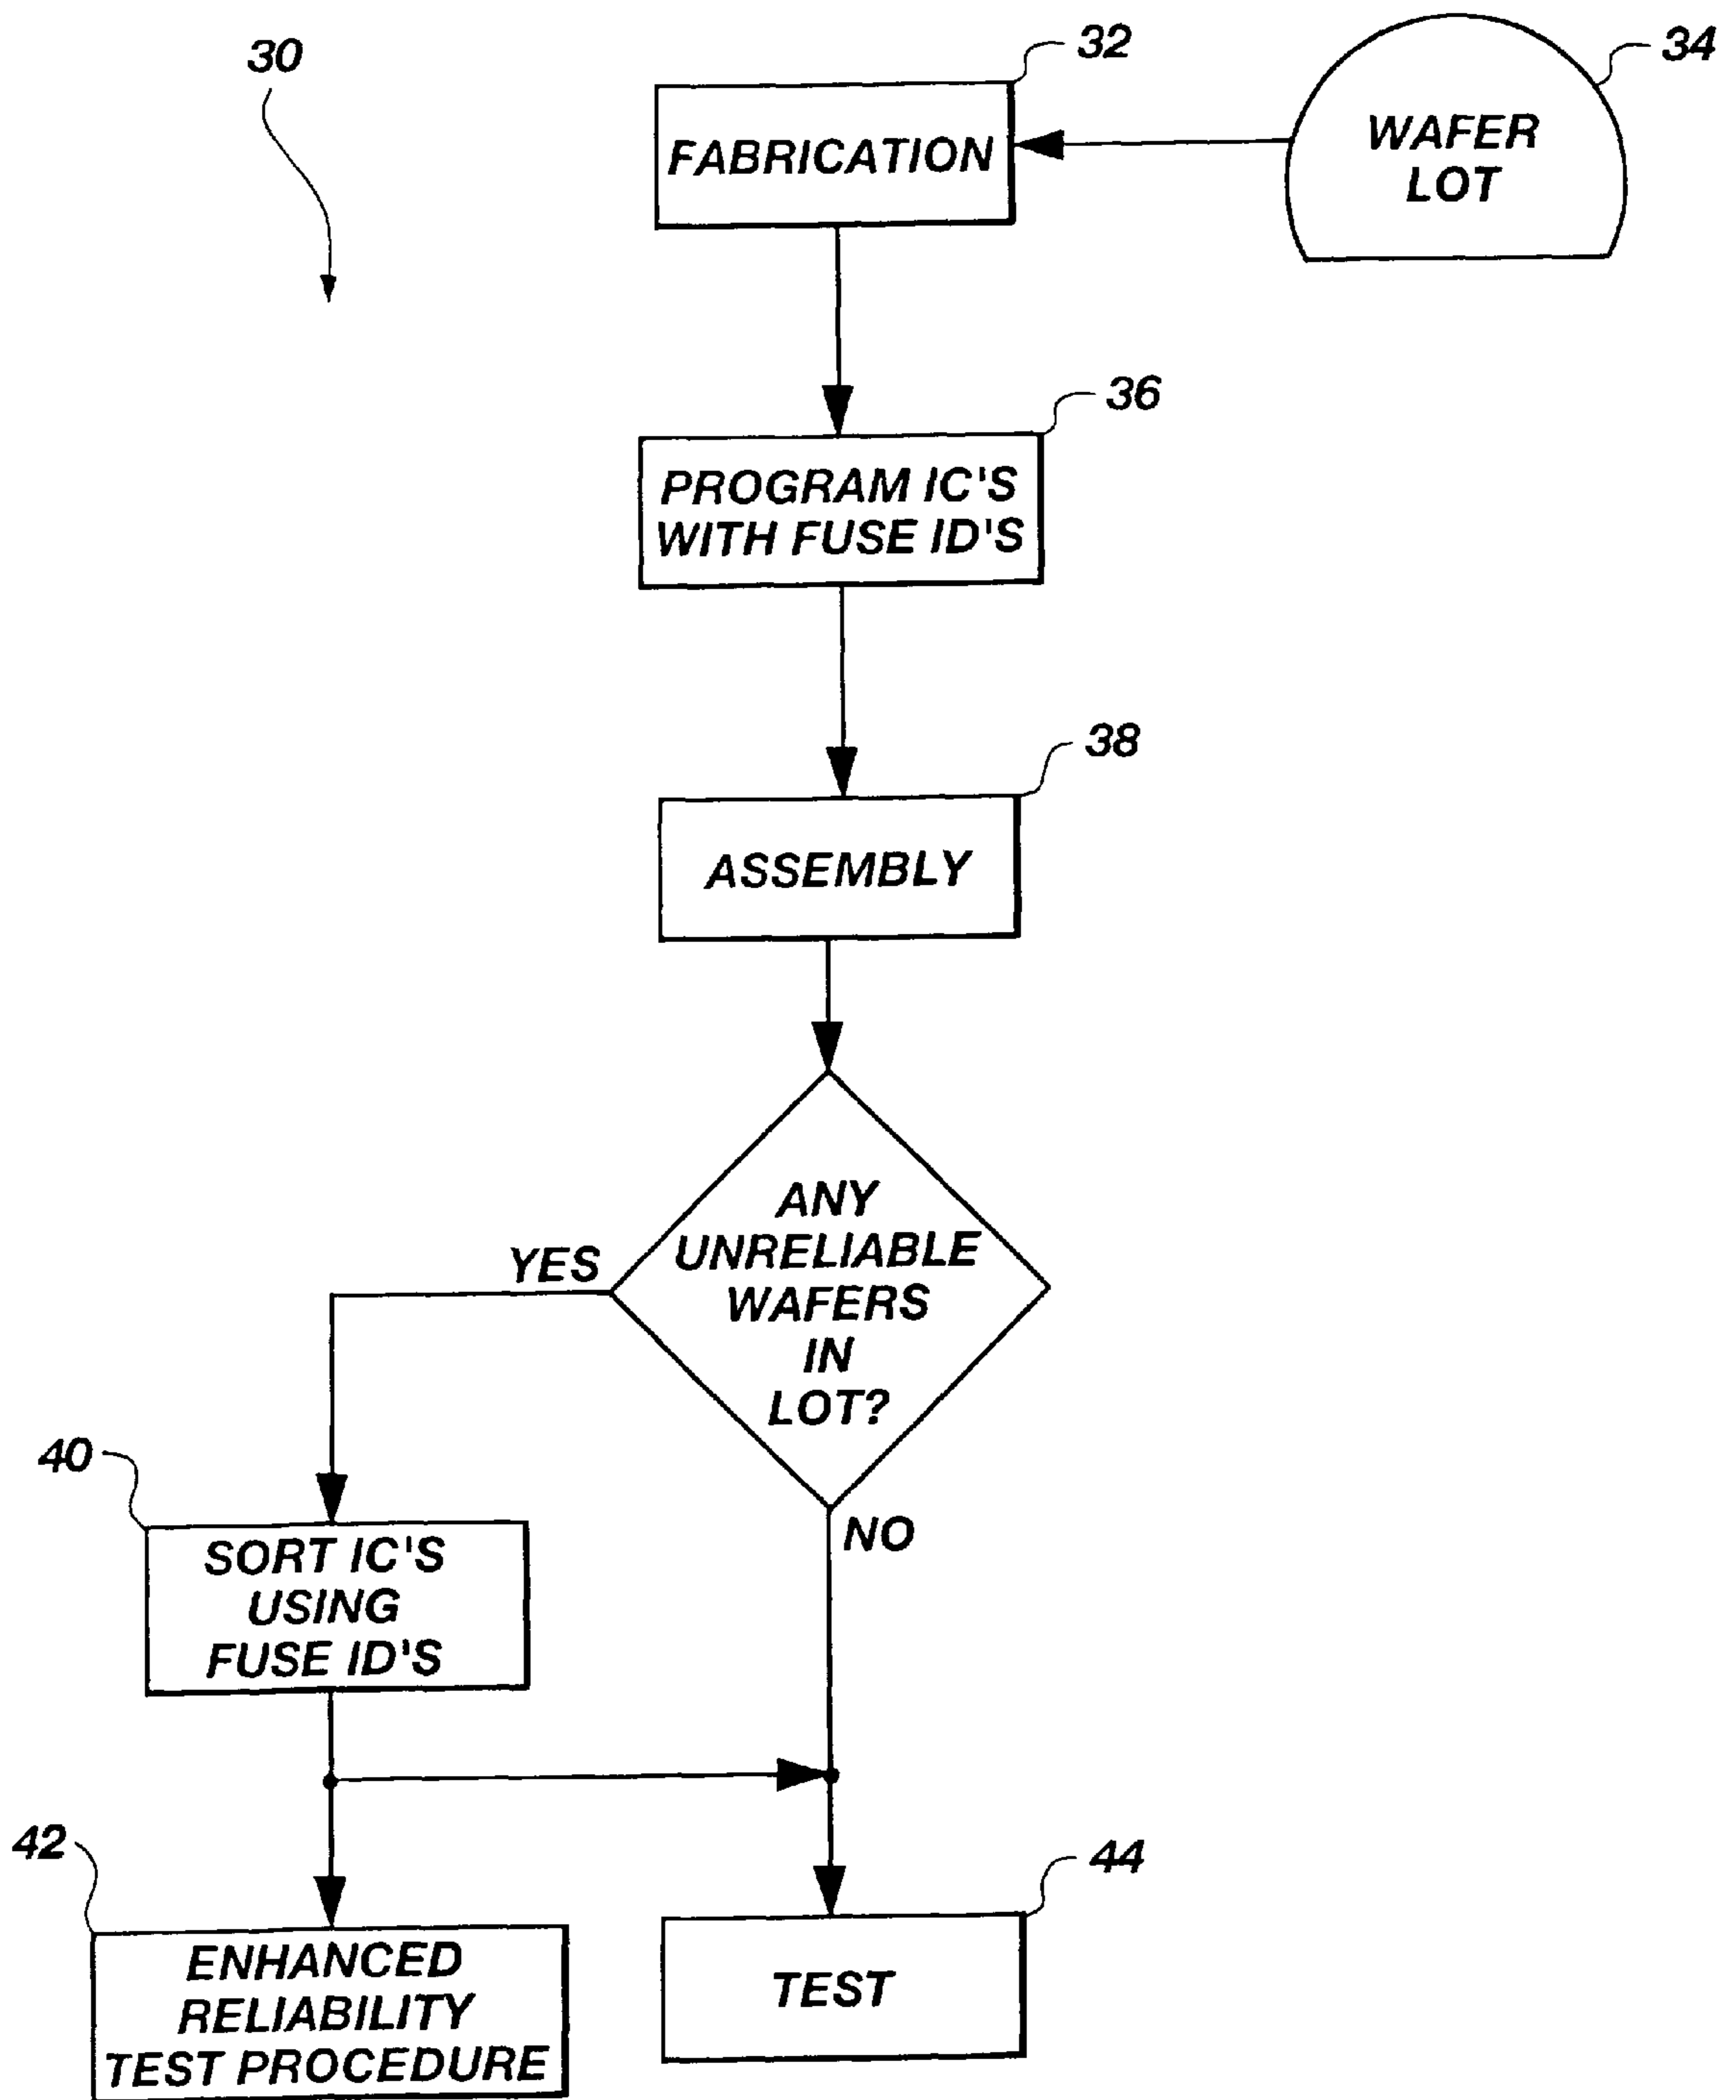 30
32
34
FABRICATION
WAFER
LOT
36
PROGRAM IC'S
WITH FUSE ID'S
38
ASSEMBLY
ANY
UNRELIABLE
WAFERS
IN
LOT?
YES
NO
40
SORT IC'S
USING
FUSE ID'S
42
44
ENHANCED
RELIABILITY
TEST PROCEDURE
TEST